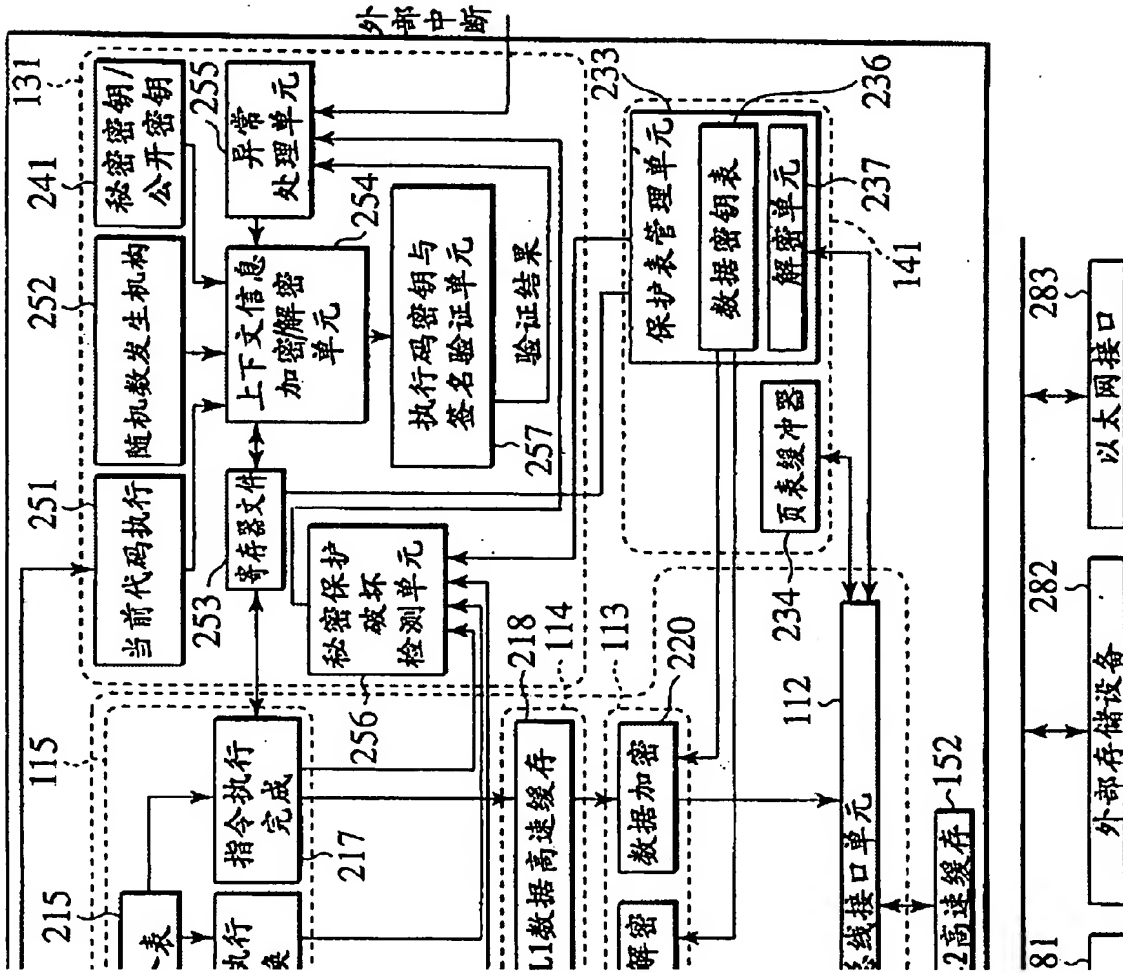 外部中断
131
255
241
秘密密钥/
公开密钥
异常
处理单元
254
252
随机数发生机构
上下文信息
加密/解密
单元
执行码密钥与
签名验证单元
验证结果
257
251
当前代码执行
253
寄存器文件
秘密保护
破坏
检测单元
256
233
236
保护表管理单元
数据密钥表
解密单元
237
141
页表缓冲器
234
115
215
表
指令执行
完成
217
执行
换
218
114
L1数据高速缓存
113
220
数据加密
解密
112
总线接口单元
152
2高速缓存
283
以太网接口
282
外部存储设备
81